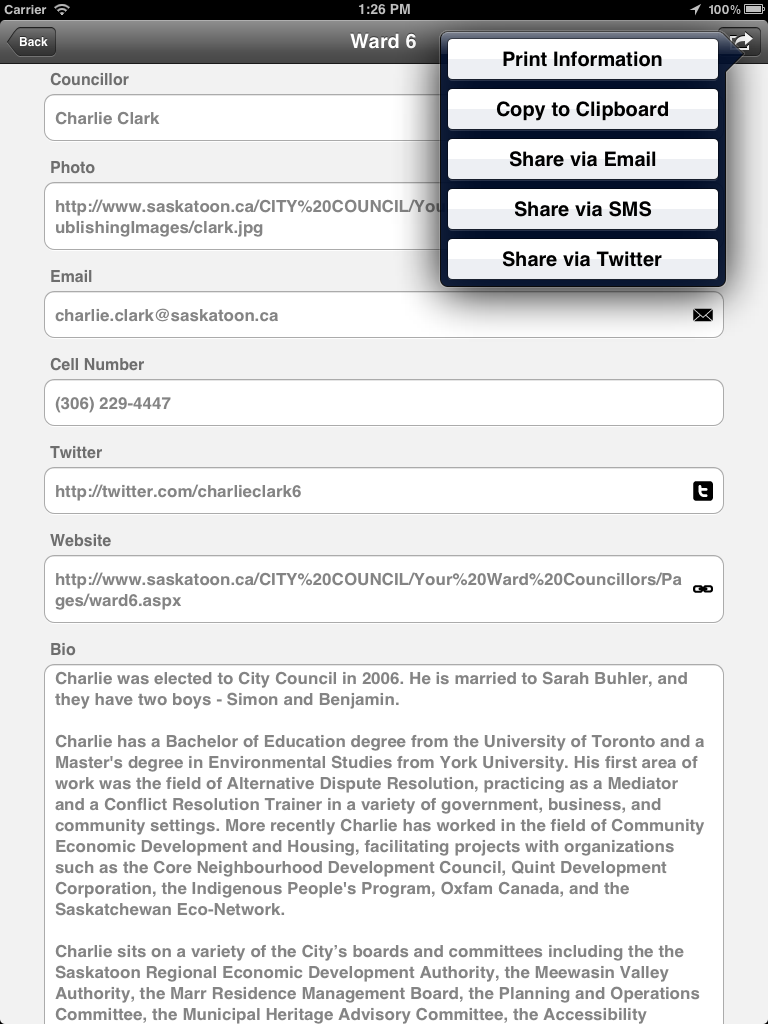 Carrier 1:26 PM 100%
Back Ward 6
Print Information
Copy to Clipboard
Share via Email
Share via SMS
Share via Twitter
Councillor
Charlie Clark
Photo
http://www.saskatoon.ca/CITY%20COUNCIL/You
ublishingImages/clark.jpg
Email
charlie.clark@saskatoon.ca
Cell Number
(306) 229-4447
Twitter
http://twitter.com/charlieclark6
Website
http://www.saskatoon.ca/CITY%20COUNCIL/Your%20Ward%20Councillors/Pa
ges/ward6.aspx
Bio
Charlie was elected to City Council in 2006. He is married to Sarah Buhler, and
they have two boys - Simon and Benjamin.
Charlie has a Bachelor of Education degree from the University of Toronto and a
Master's degree in Environmental Studies from York University. His first area of
work was the field of Alternative Dispute Resolution, practicing as a Mediator
and a Conflict Resolution Trainer in a variety of government, business, and
community settings. More recently Charlie has worked in the field of Community
Economic Development and Housing, facilitating projects with organizations
such as the Core Neighbourhood Development Council, Quint Development
Corporation, the Indigenous People's Program, Oxfam Canada, and the
Saskatchewan Eco-Network.
Charlie sits on a variety of the City’s boards and committees including the the
Saskatoon Regional Economic Development Authority, the Meewasin Valley
Authority, the Marr Residence Management Board, the Planning and Operations
Committee, the Municipal Heritage Advisory Committee, the Accessibility